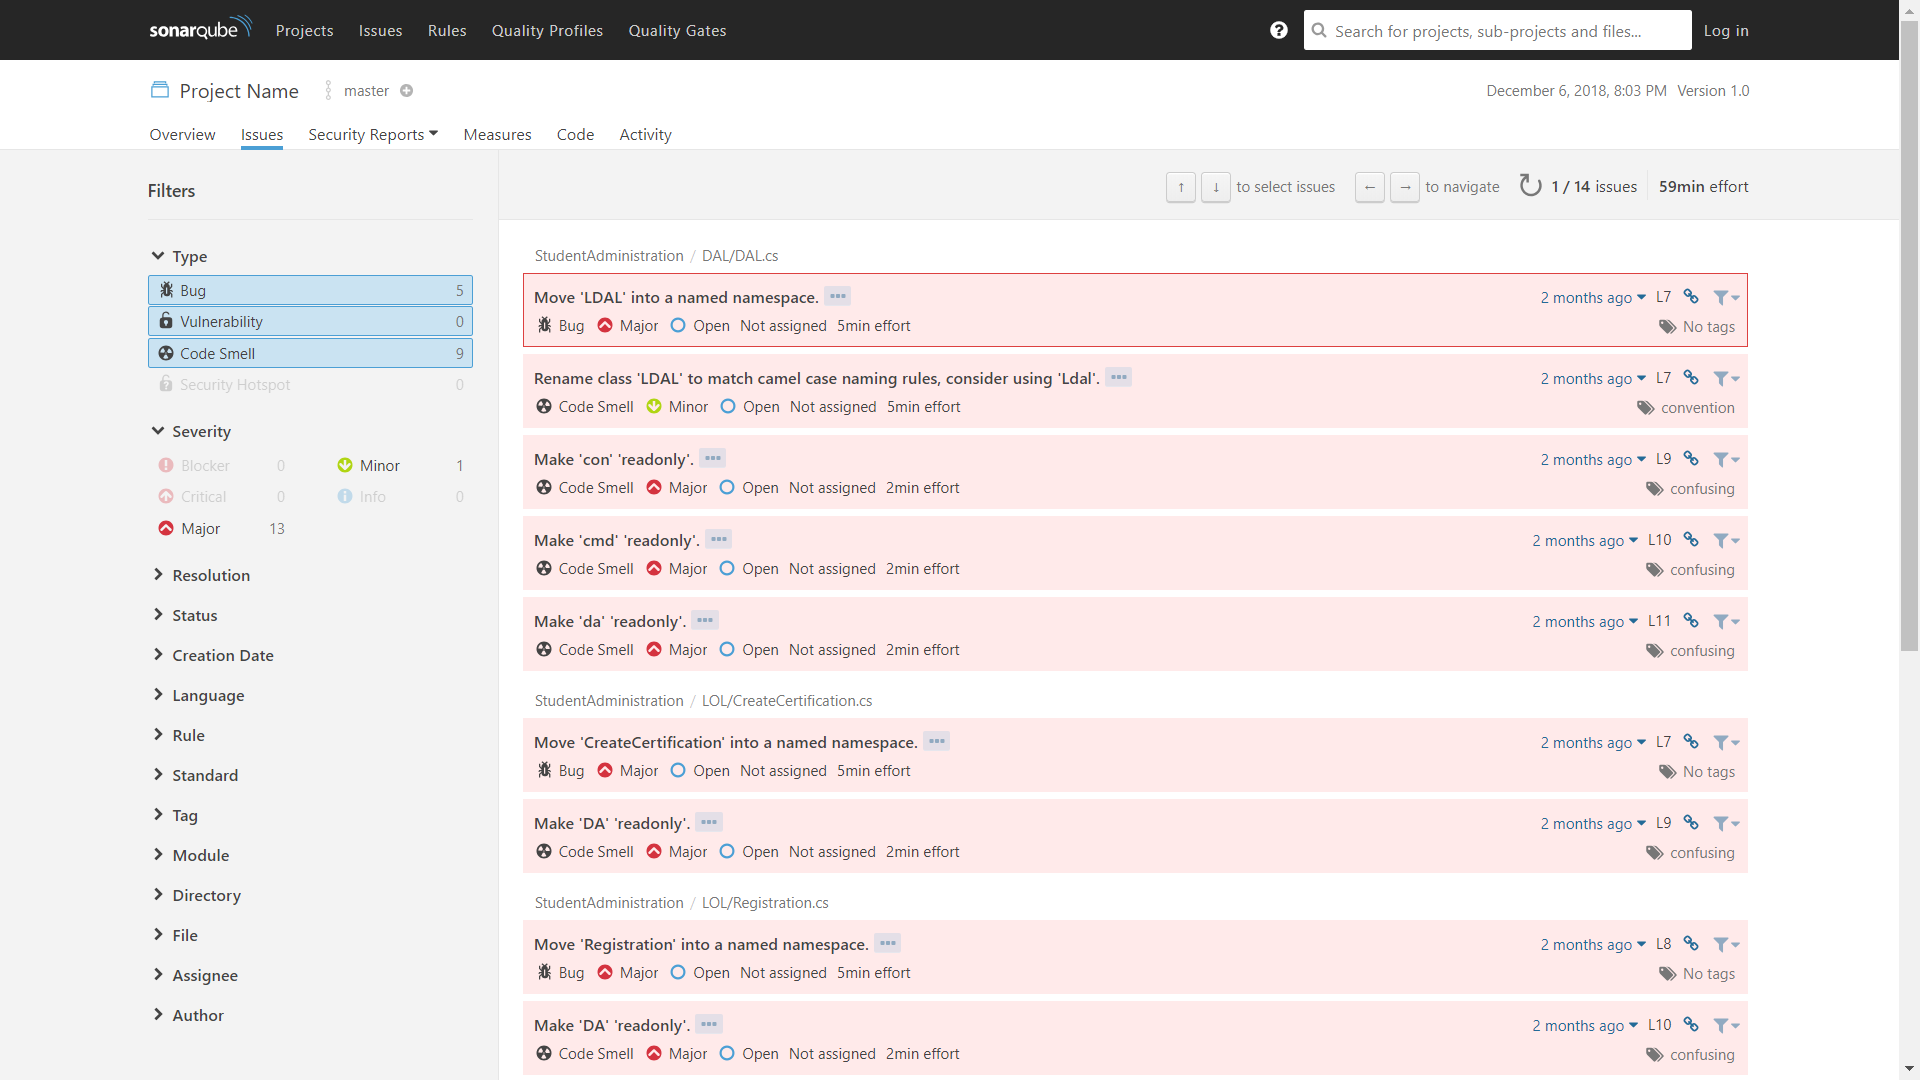 sonarqube Projects Issues Rules Quality Profiles Quality Gates ? Search for projects, sub-projects and files... Log in
Project Name master December 6, 2018, 8:03 PM Version 1.0
Overview Issues Security Reports Measures Code Activity
Filters
↑ ↓ to select issues ← → to navigate 1 / 14 issues 59min effort
Type
Bug 5
Vulnerability 0
Code Smell 9
Security Hotspot 0
Severity
Blocker 0 Minor 1
Critical 0 Info 0
Major 13
Resolution
Status
Creation Date
Language
Rule
Standard
Tag
Module
Directory
File
Assignee
Author
StudentAdministration / DAL/DAL.cs
Move 'LDAL' into a named namespace. 2 months ago L7
Bug Major Open Not assigned 5min effort No tags
Rename class 'LDAL' to match camel case naming rules, consider using 'Ldal'. 2 months ago L7
Code Smell Minor Open Not assigned 5min effort convention
Make 'con' 'readonly'. 2 months ago L9
Code Smell Major Open Not assigned 2min effort confusing
Make 'cmd' 'readonly'. 2 months ago L10
Code Smell Major Open Not assigned 2min effort confusing
Make 'da' 'readonly'. 2 months ago L11
Code Smell Major Open Not assigned 2min effort confusing
StudentAdministration / LOL/CreateCertification.cs
Move 'CreateCertification' into a named namespace. 2 months ago L7
Bug Major Open Not assigned 5min effort No tags
Make 'DA' 'readonly'. 2 months ago L9
Code Smell Major Open Not assigned 2min effort confusing
StudentAdministration / LOL/Registration.cs
Move 'Registration' into a named namespace. 2 months ago L8
Bug Major Open Not assigned 5min effort No tags
Make 'DA' 'readonly'. 2 months ago L10
Code Smell Major Open Not assigned 2min effort confusing